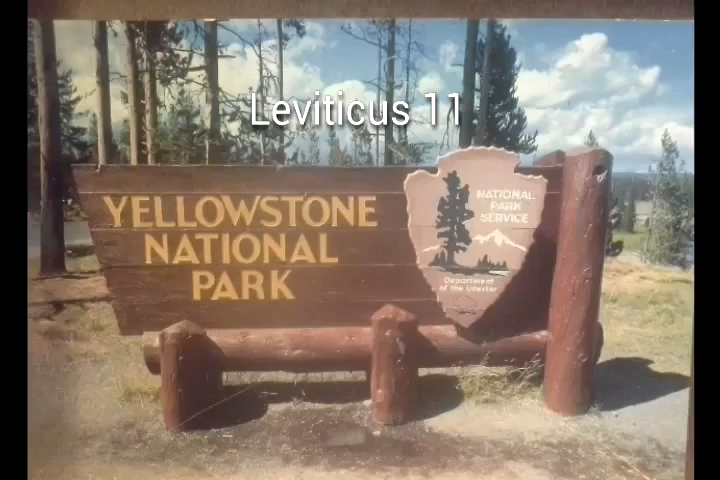 Leviticus 11
YELLOWSTONE
NATIONAL
PARK
NATIONAL
PARK
SERVICE
Department
of the Interior